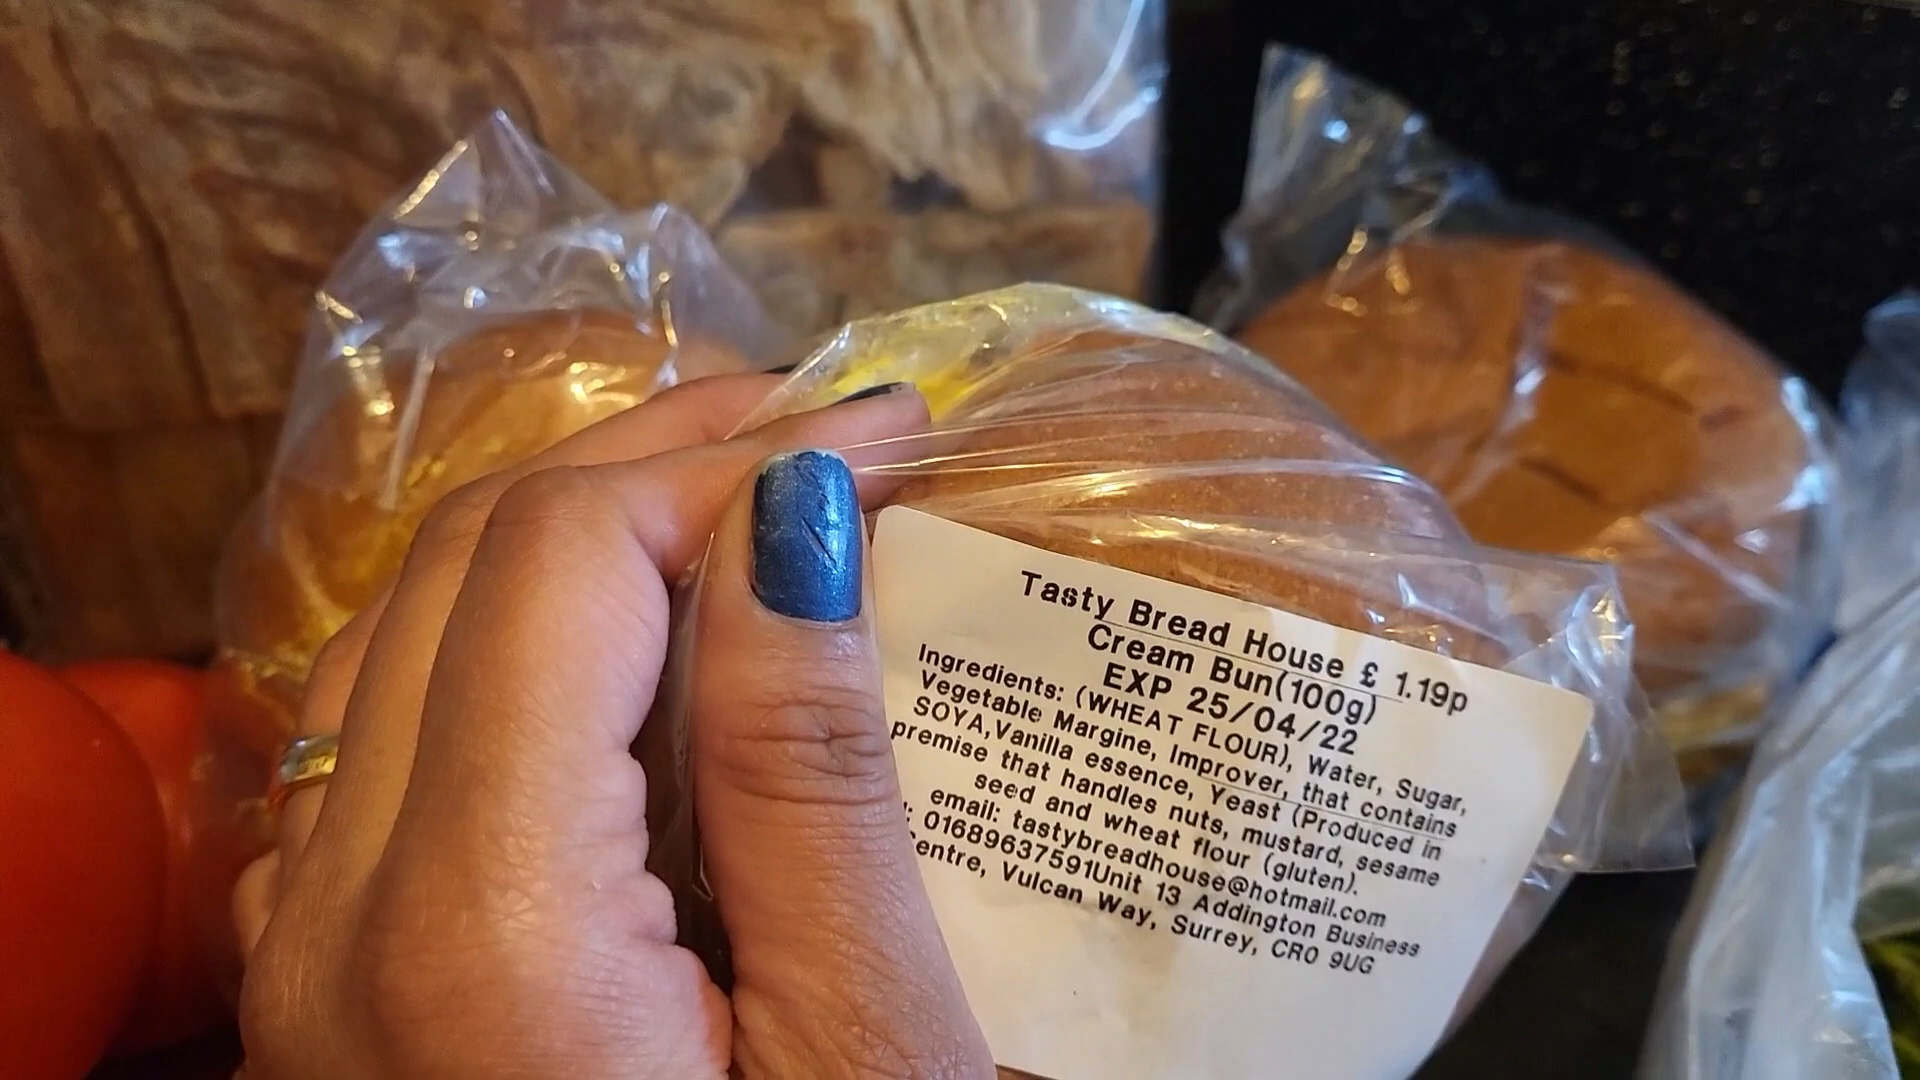 Tasty Bread House £ 1.19p
Cream Bun(100g)
EXP 25/04/22
Ingredients: (WHEAT FLOUR), Water, Sugar,
Vegetable Margine, Improver, that contains
SOYA,Vanilla essence, Yeast (Produced in
premise that handles nuts, mustard, sesame
seed and wheat flour (gluten).
email: tastybreadhouse@hotmail.com
: 01689637591Unit 13 Addington Business
entre, Vulcan Way, Surrey, CR0 9UG